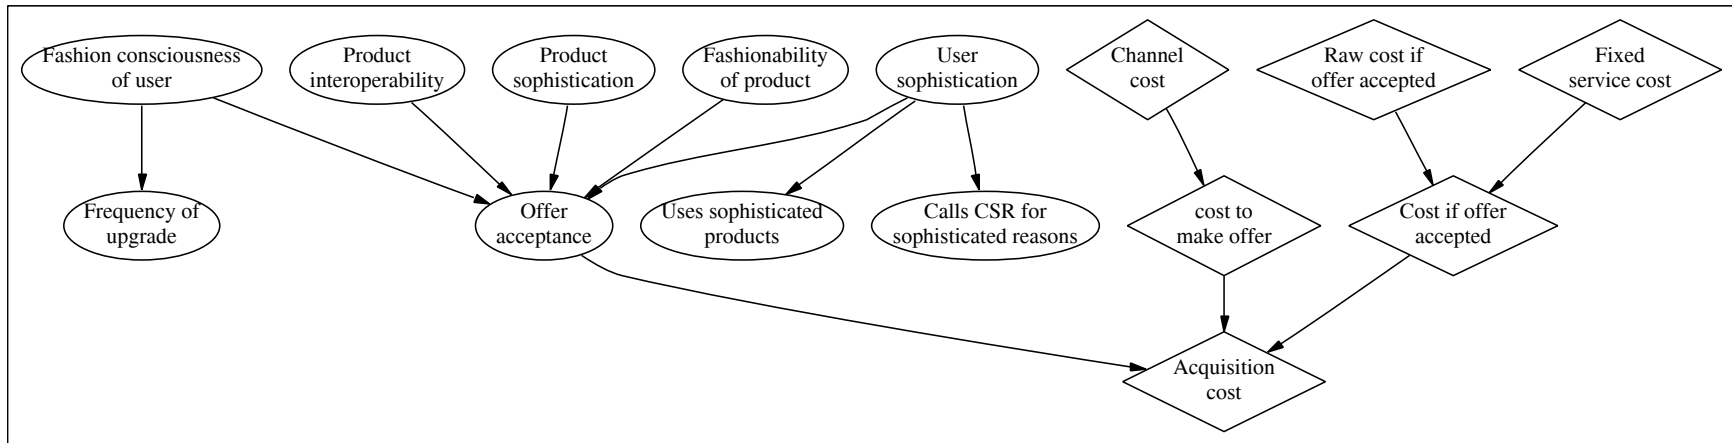 Fashion consciousness
of user
Product
interoperability
Product
sophistication
Fashionability
of product
User
sophistication
Channel
cost
Raw cost if
offer accepted
Fixed
service cost
Frequency of
upgrade
Offer
acceptance
Uses sophisticated
products
Calls CSR for
sophisticated reasons
cost to
make offer
Cost if offer
accepted
Acquisition
cost